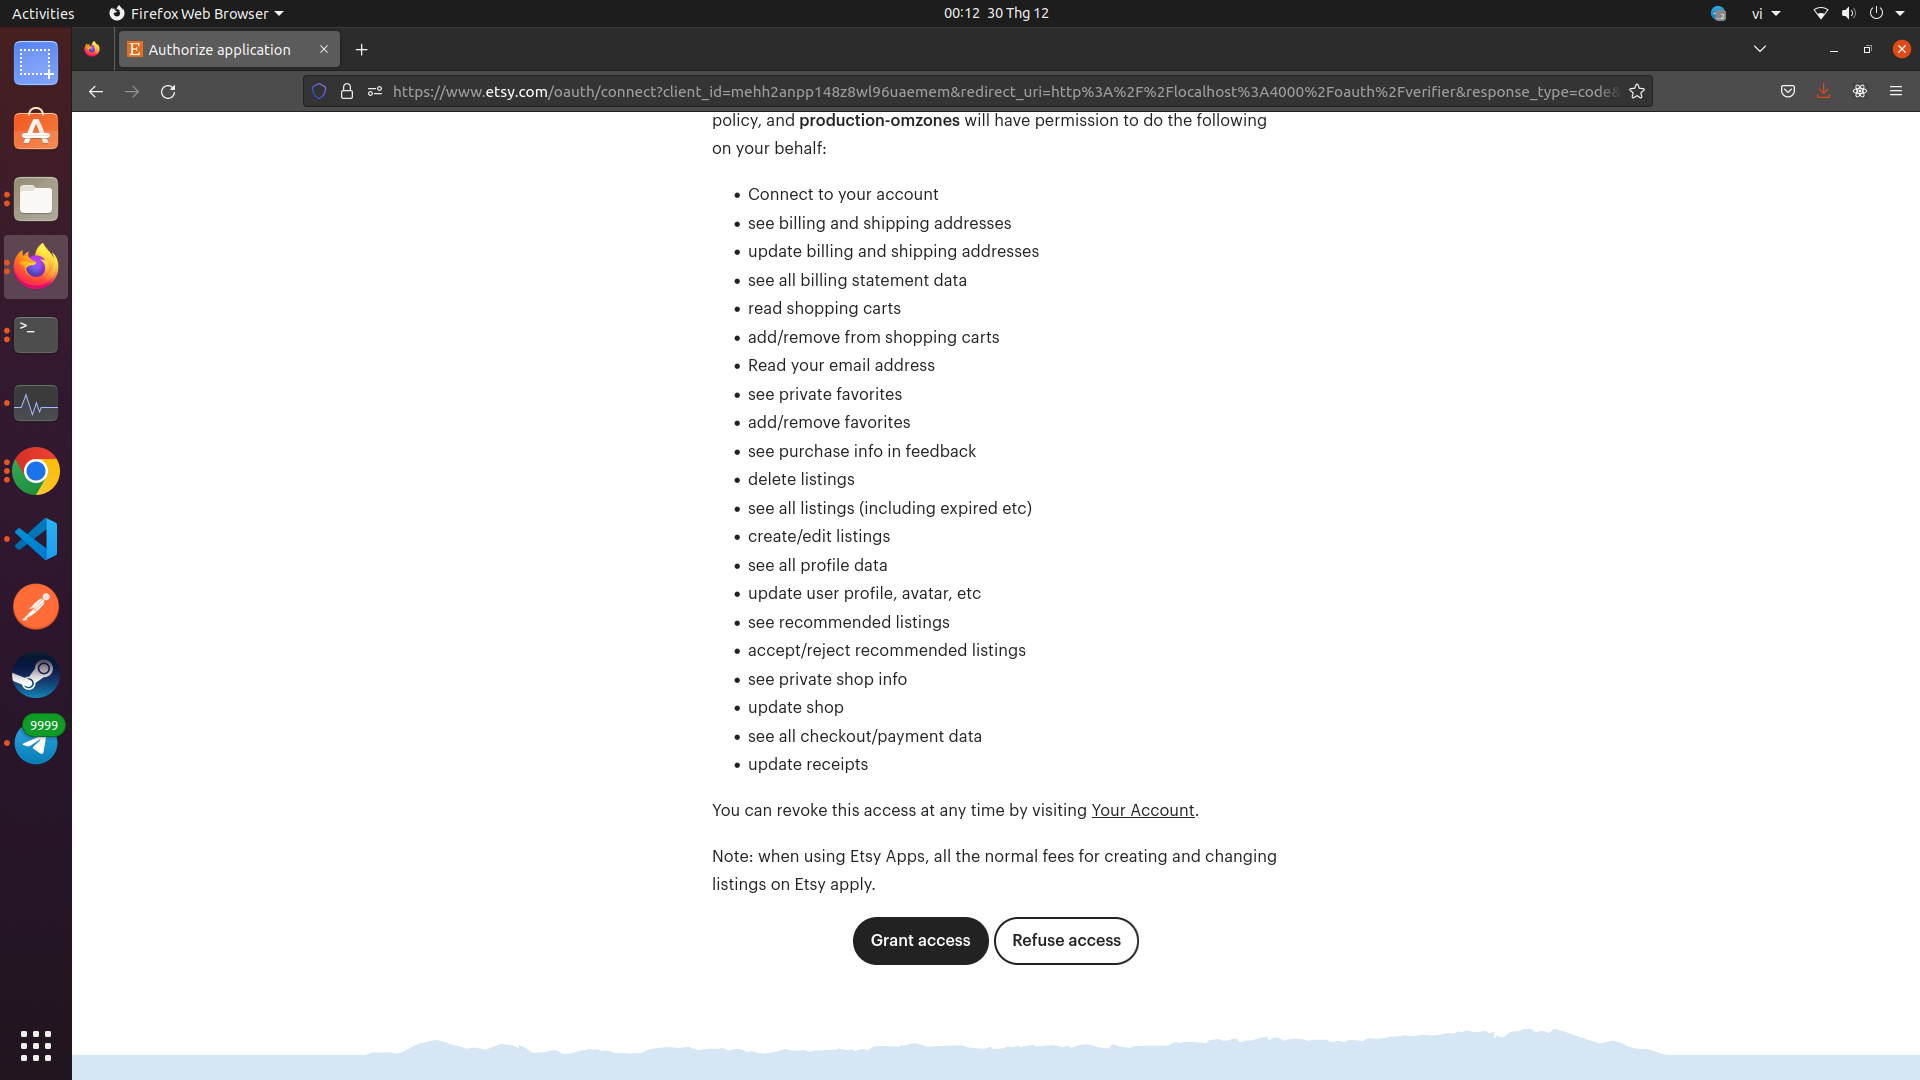 Activities
Firefox Web Browser
00:12 30 Thg 12
vi
Authorize application
https://www.etsy.com/oauth/connect?client_id=mehh2anpp148z8wl96uaemem&redirect_uri=http%3A%2F%2Flocalhost%3A4000%2Foauth%2Fverifier&response_type=code&
policy, and production-omzones will have permission to do the following
on your behalf:
• Connect to your account
• see billing and shipping addresses
• update billing and shipping addresses
• see all billing statement data
• read shopping carts
• add/remove from shopping carts
• Read your email address
• see private favorites
• add/remove favorites
• see purchase info in feedback
• delete listings
• see all listings (including expired etc)
• create/edit listings
• see all profile data
• update user profile, avatar, etc
• see recommended listings
• accept/reject recommended listings
• see private shop info
• update shop
• see all checkout/payment data
• update receipts
You can revoke this access at any time by visiting Your Account.
Note: when using Etsy Apps, all the normal fees for creating and changing
listings on Etsy apply.
Grant access
Refuse access
9999